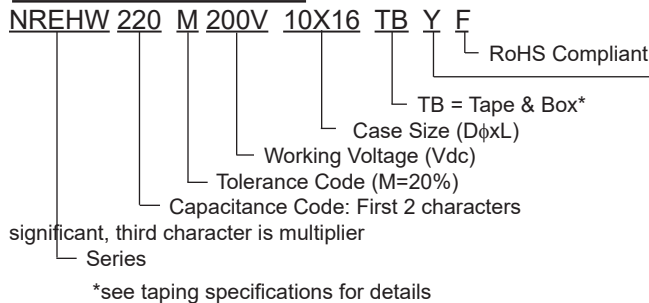 NREHW 220 M 200V 10X16 TB Y F
RoHS Compliant
TB = Tape & Box*
Case Size (DϕxL)
Working Voltage (Vdc)
Tolerance Code (M=20%)
Capacitance Code: First 2 characters
significant, third character is multiplier
Series
*see taping specifications for details